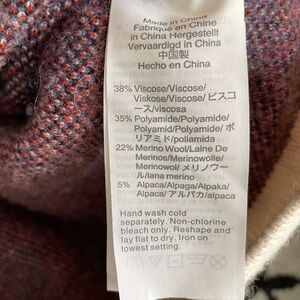 Made in China
Fabriqué en Chine
in China Hergestellt
Vervaardigd in China
中国製
Hecho en China
38% Viscose/Viscose/
Viskose/Viscose/ ビスコ
ース/viscosa
35% Polyamide/Polyamide/
Polyamid/Polyamide/ ポ
リアミド/poliamida
22% Merino Wool/Laine De
Merinos/Merinowolle/
Merinowol/ メリノウー
ル/lana merino
5% Alpaca/Alpaga/Alpaka/
Alpaca/ アルパカ/alpaca
Hand wash cold
separately. Non-chlorine
bleach only. Reshape and
lay flat to dry. Iron on
lowest setting.